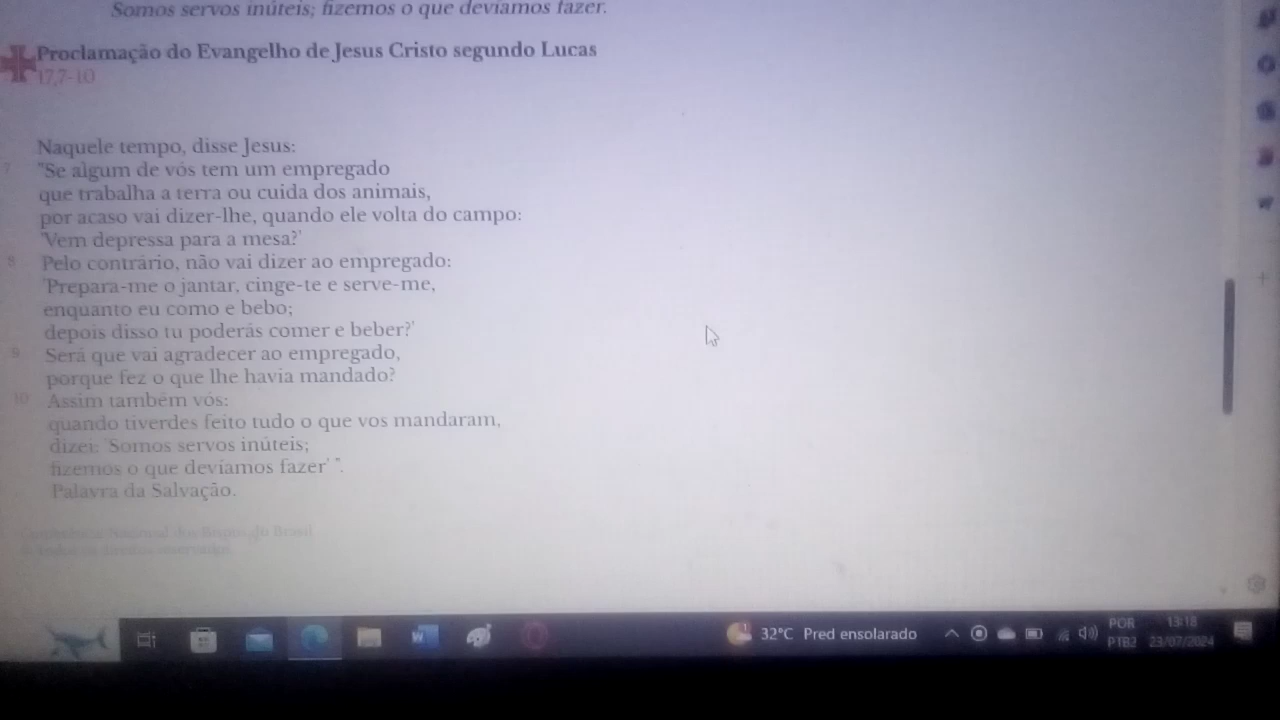 Somos servos inúteis; fizemos o que devíamos fazer.
Proclamação do Evangelho de Jesus Cristo segundo Lucas
17,7-10
Naquele tempo, disse Jesus:
7 "Se algum de vós tem um empregado
que trabalha a terra ou cuida dos animais,
por acaso vai dizer-lhe, quando ele volta do campo:
'Vem depressa para a mesa?'
8 Pelo contrário, não vai dizer ao empregado:
'Prepara-me o jantar, cinge-te e serve-me,
enquanto eu como e bebo;
depois disso tu poderás comer e beber?'
9 Será que vai agradecer ao empregado,
porque fez o que lhe havia mandado?
10 Assim também vós:
quando tiverdes feito tudo o que vos mandaram,
dizei: 'Somos servos inúteis;
fizemos o que devíamos fazer' ".
Palavra da Salvação.
Nacional dos Bispos do Brasil
32°C Pred ensolarado
POR
PTB2
13:18
23/07/2024